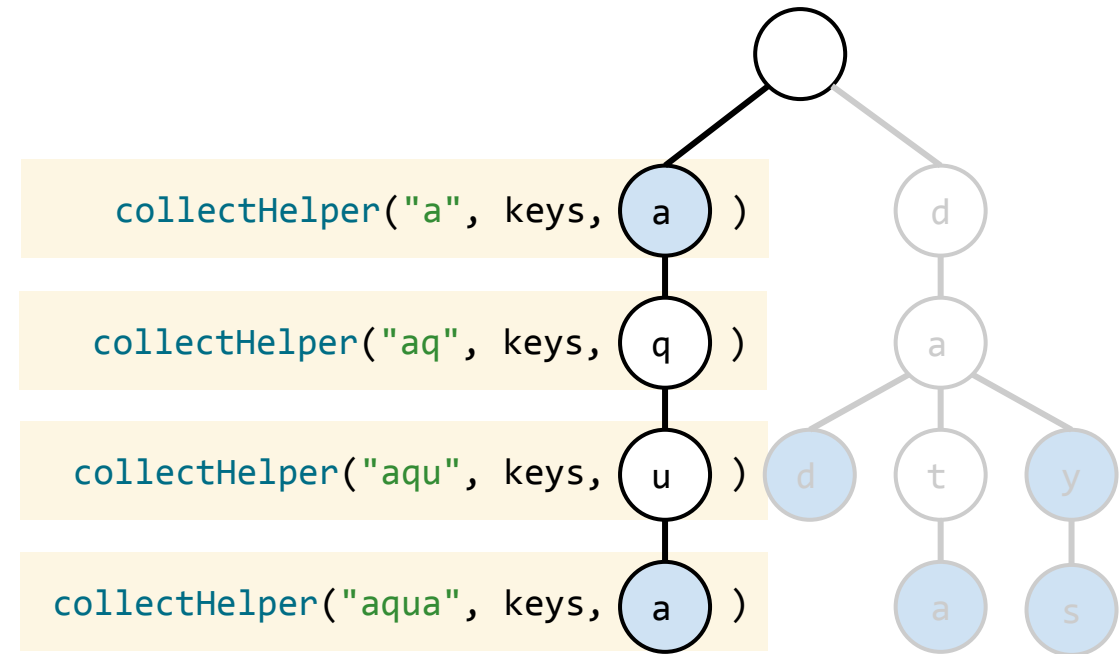 collectHelper("a", keys, a ) d
collectHelper("aq", keys, q ) a
collectHelper("aqu", keys, u ) d t y
collectHelper("aqua", keys, a ) a s